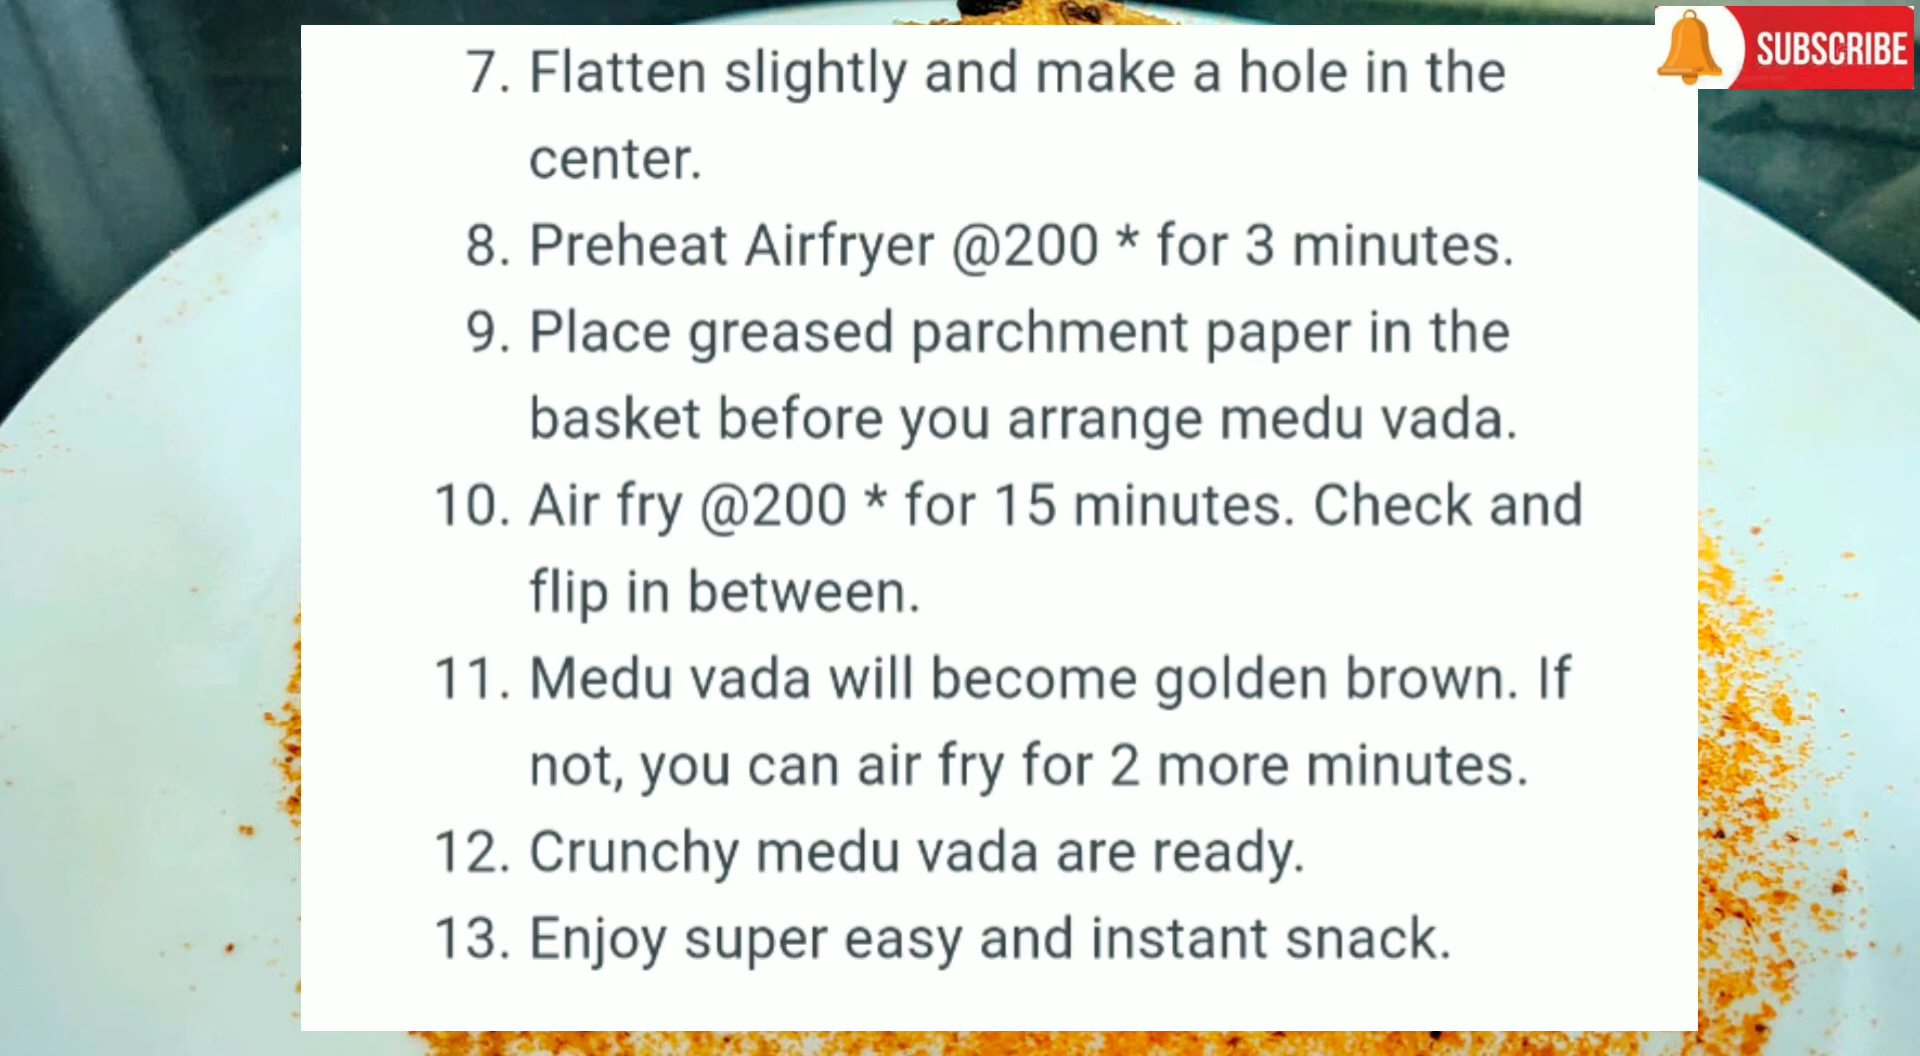 SUBSCRIBE
7. Flatten slightly and make a hole in the
center.
8. Preheat Airfryer @200 * for 3 minutes.
9. Place greased parchment paper in the
basket before you arrange medu vada.
10. Air fry @200 * for 15 minutes. Check and
flip in between.
11. Medu vada will become golden brown. If
not, you can air fry for 2 more minutes.
12. Crunchy medu vada are ready.
13. Enjoy super easy and instant snack.